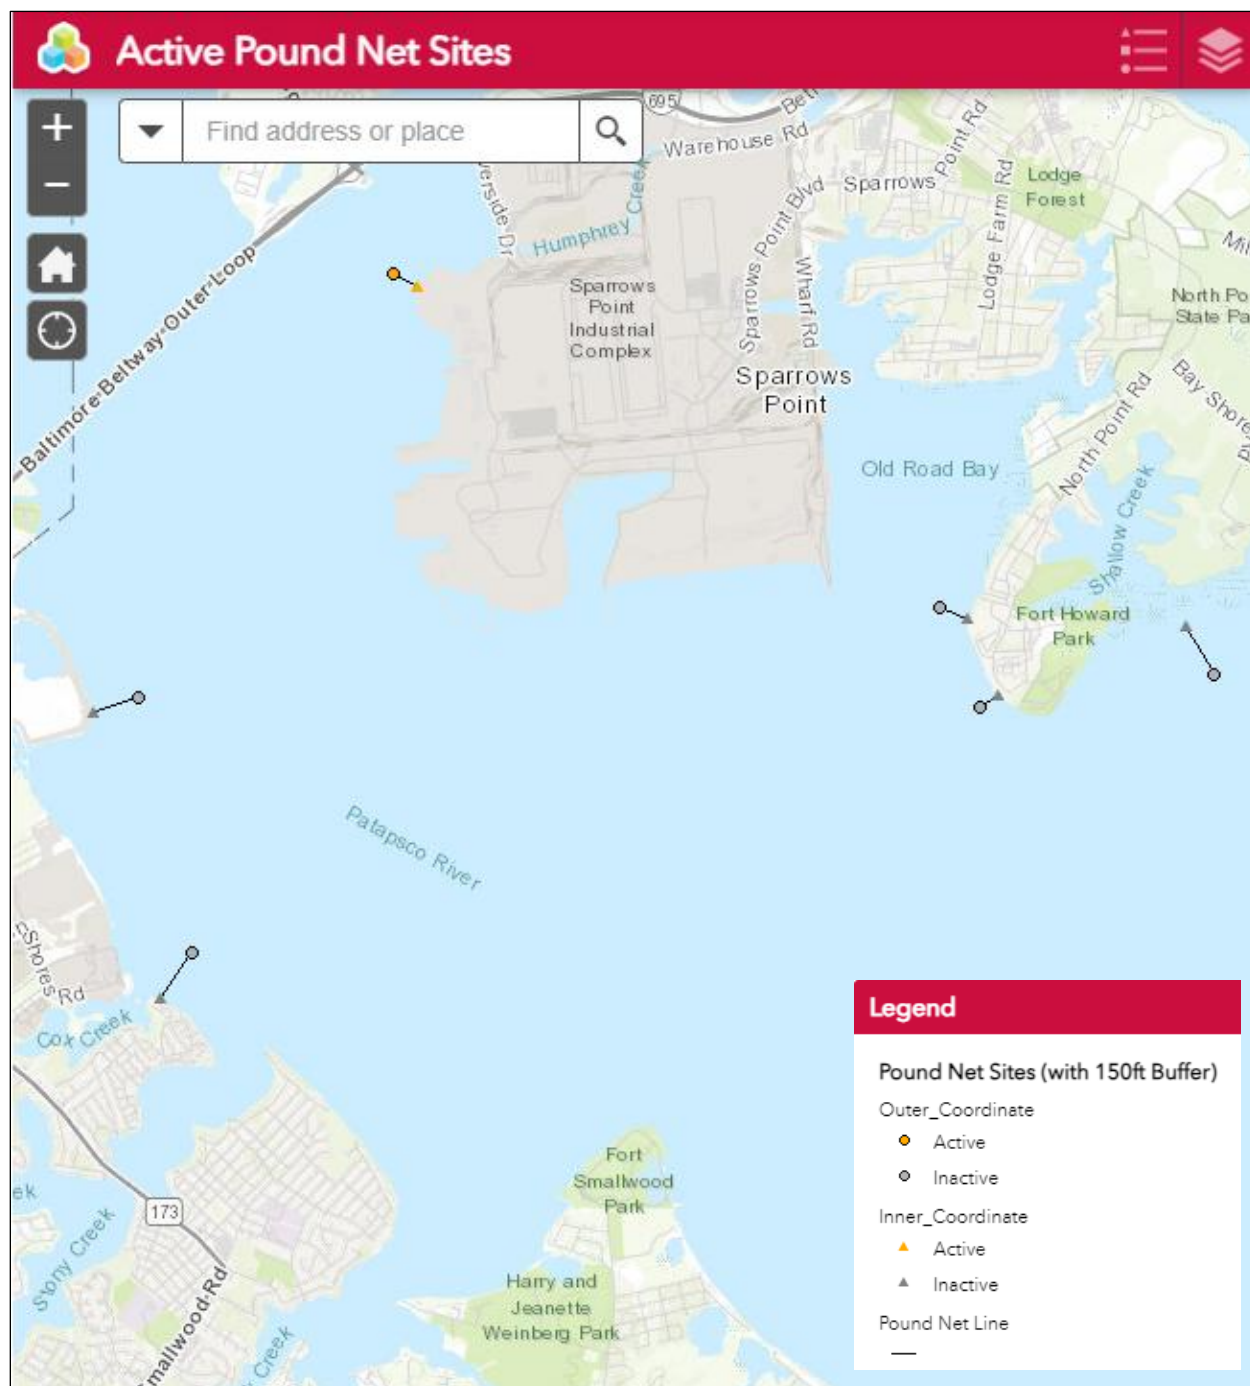 Active Pound Net Sites
+
Find address or place
−
695
Warehouse Rd
Sparrows Point Rd
Lodge Farm Rd
Lodge
Forest
Humphrey Creek
Sparrows Point Blvd
Wharf Rd
Baltimore Beltway Outer Loop
Sparrows
Point
Industrial
Complex
Sparrows
Point
Old Road Bay
North Point Rd
Shallow Creek
Fort Howard
Park
Patapsco River
Cox Creek
Rd
173
Stony Creek
Fort
Smallwood
Park
Harry and
Jeanette
Weinberg Park
Legend
Pound Net Sites (with 150ft Buffer)
Outer_Coordinate
Active
Inactive
Inner_Coordinate
Active
Inactive
Pound Net Line